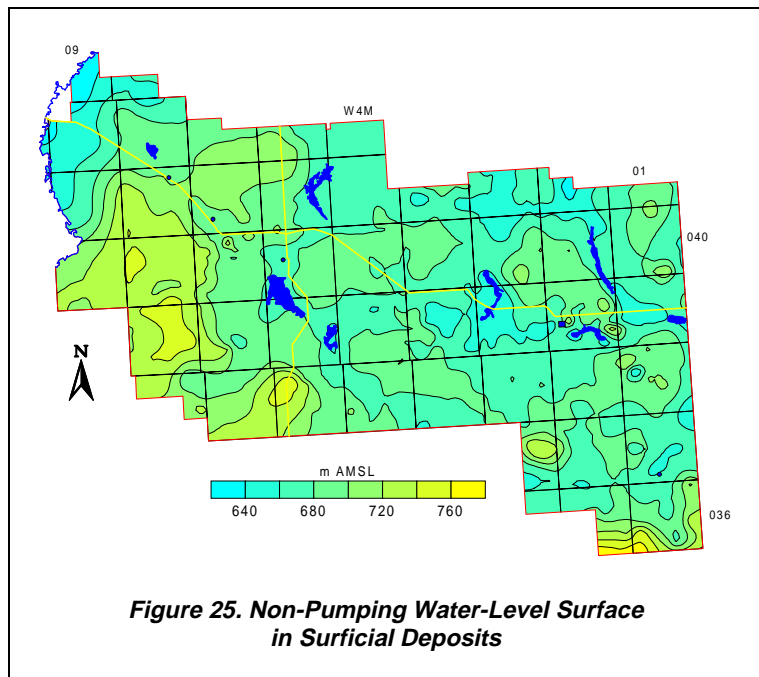 09
W4M
01
040
N
m AMSL
640 680 720 760
036
Figure 25. Non-Pumping Water-Level Surface
in Surficial Deposits